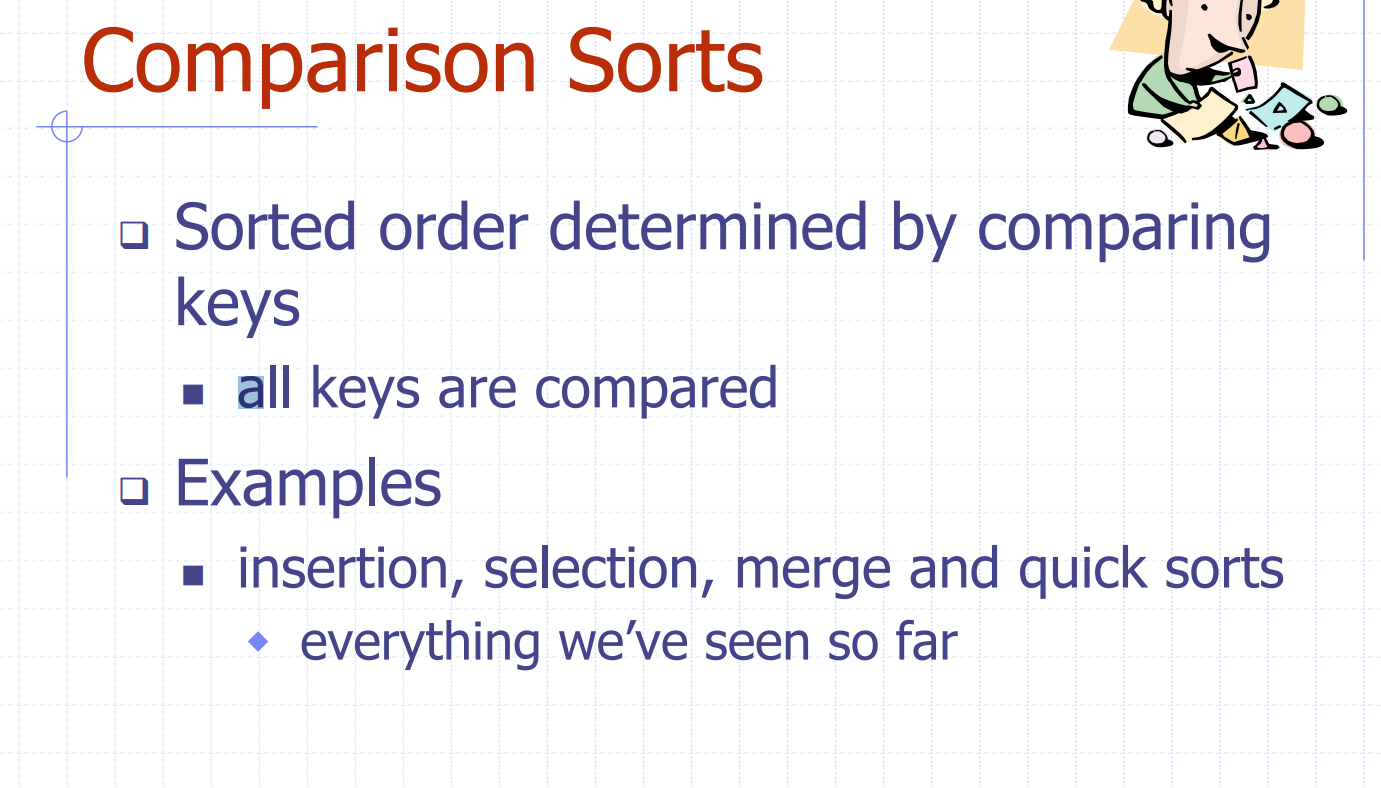 Comparison Sorts
Sorted order determined by comparing
keys
all keys are compared
Examples
insertion, selection, merge and quick sorts
everything we’ve seen so far